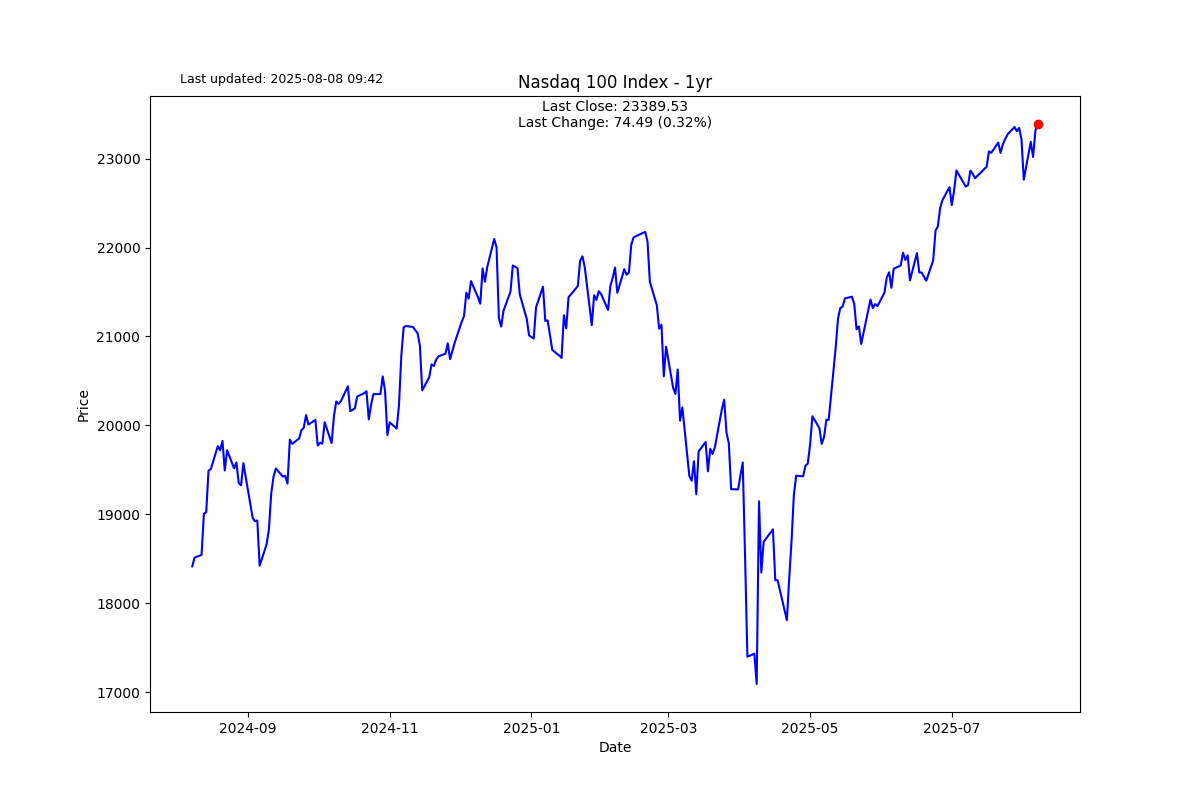 Last updated: 2025-08-08 09:42
Nasdaq 100 Index - 1yr
Last Close: 23389.53
Last Change: 74.49 (0.32%)
Price
23000
22000
21000
20000
19000
18000
17000
2024-09 2024-11 2025-01 2025-03 2025-05 2025-07
Date